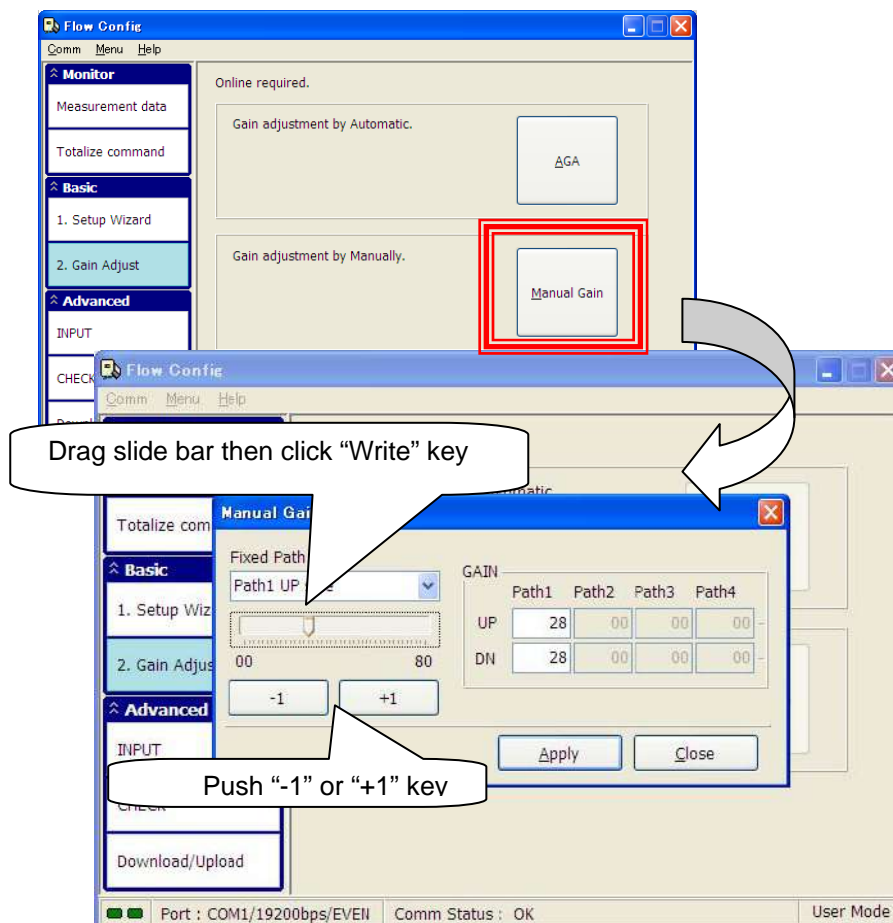 Flow Config
Comm Menu Help
Monitor
Measurement data
Totalize command
Basic
1. Setup Wizard
2. Gain Adjust
Advanced
INPUT
CHECK
Online required.
Gain adjustment by Automatic.
AGA
Gain adjustment by Manually.
Manual Gain
Flow Config
Comm Menu Help
Drag slide bar then click “Write” key
Totalize com
Basic
1. Setup Wiz
2. Gain Adjus
Advanced
INPUT
CHECK
Download/Upload
Manual Gai
Fixed Path
Path1 UP
00 80
-1 +1
GAIN
Path1 Path2 Path3 Path4
UP 28 00 00 00 -
DN 28 00 00 00 -
Apply Close
Push “-1” or “+1” key
Port : COM1/19200bps/EVEN Comm Status : OK User Mode